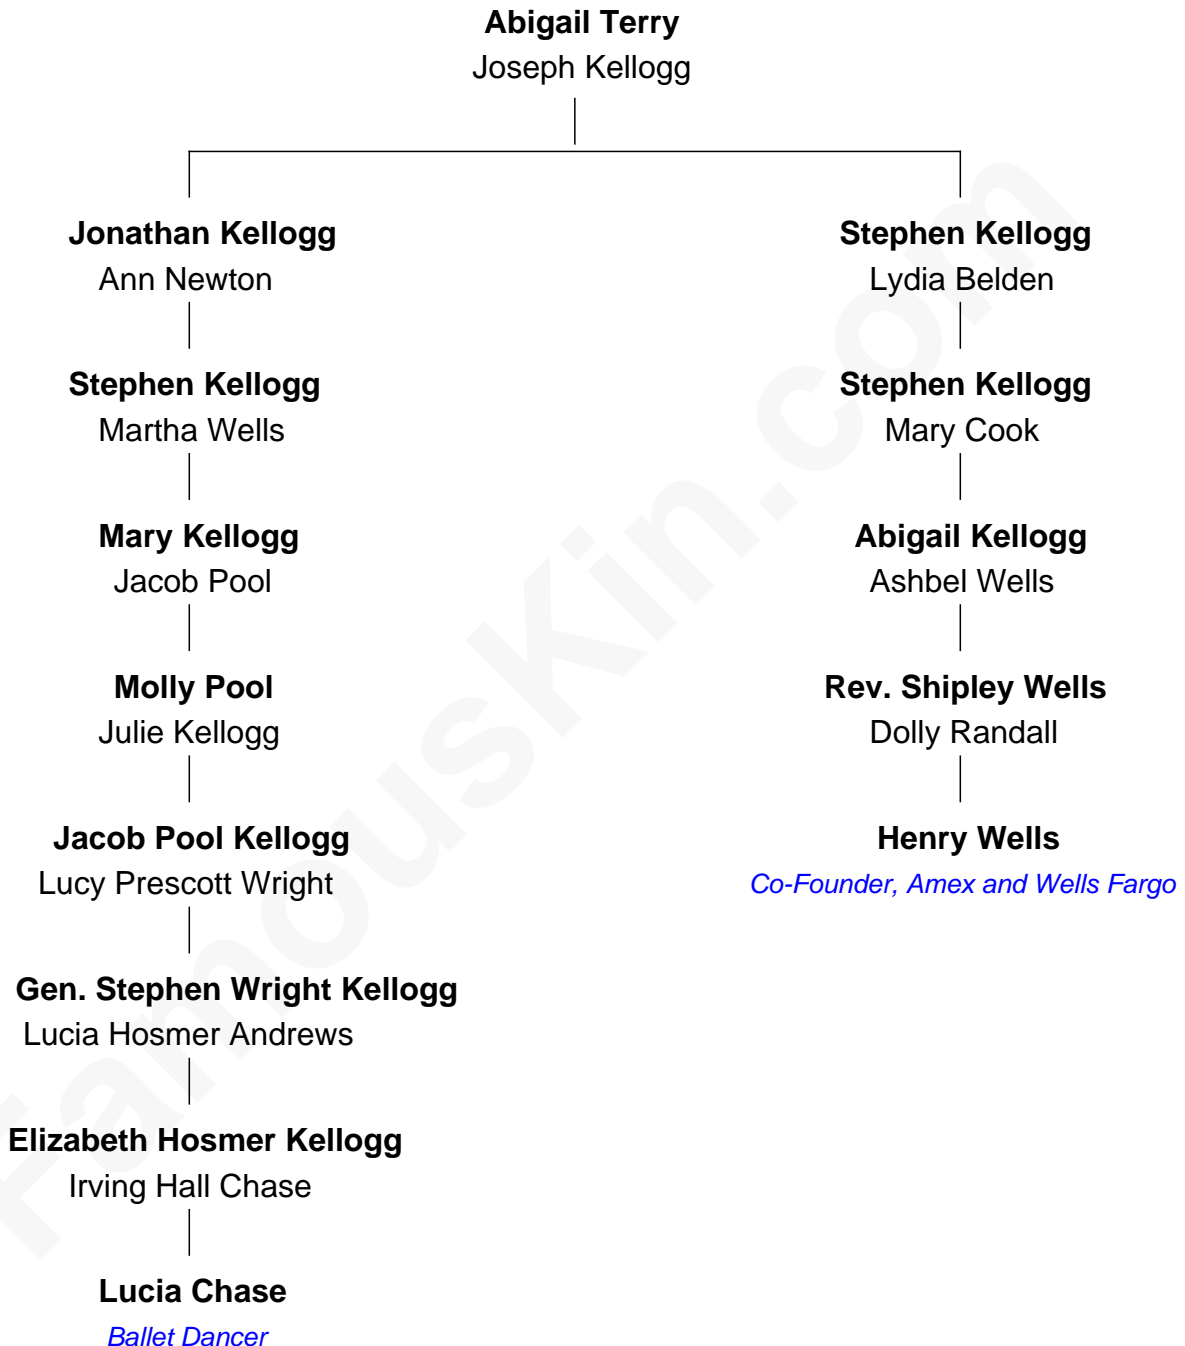 Abigail Terry
Joseph Kellogg
Jonathan Kellogg
Ann Newton
Stephen Kellogg
Martha Wells
Mary Kellogg
Jacob Pool
Molly Pool
Julie Kellogg
Jacob Pool Kellogg
Lucy Prescott Wright
Gen. Stephen Wright Kellogg
Lucia Hosmer Andrews
Elizabeth Hosmer Kellogg
Irving Hall Chase
Lucia Chase
Ballet Dancer
Stephen Kellogg
Lydia Belden
Stephen Kellogg
Mary Cook
Abigail Kellogg
Ashbel Wells
Rev. Shipley Wells
Dolly Randall
Henry Wells
Co-Founder, Amex and Wells Fargo
FamousKin.com